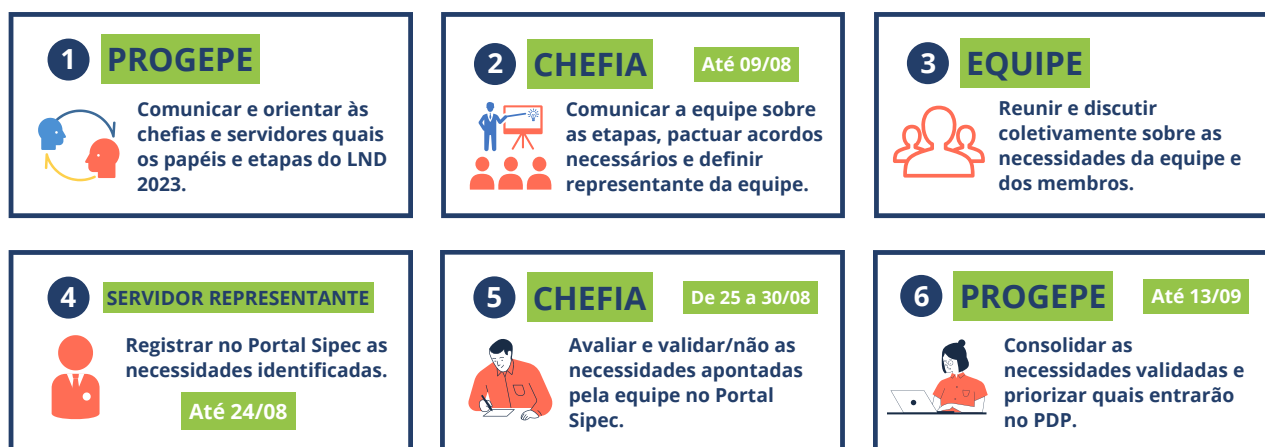 1 PROGEPE
Comunicar e orientar às
chefias e servidores quais
os papéis e etapas do LND
2023.
2 CHEFIA Até 09/08
Comunicar a equipe sobre
as etapas, pactuar acordos
necessários e definir
representante da equipe.
3 EQUIPE
Reunir e discutir
coletivamente sobre as
necessidades da equipe e
dos membros.
4 SERVIDOR REPRESENTANTE
Registrar no Portal Sipec as
necessidades identificadas.
Até 24/08
5 CHEFIA De 25 a 30/08
Avaliar e validar/não as
necessidades apontadas
pela equipe no Portal
Sipec.
6 PROGEPE Até 13/09
Consolidar as
necessidades validadas e
priorizar quais entrarão
no PDP.